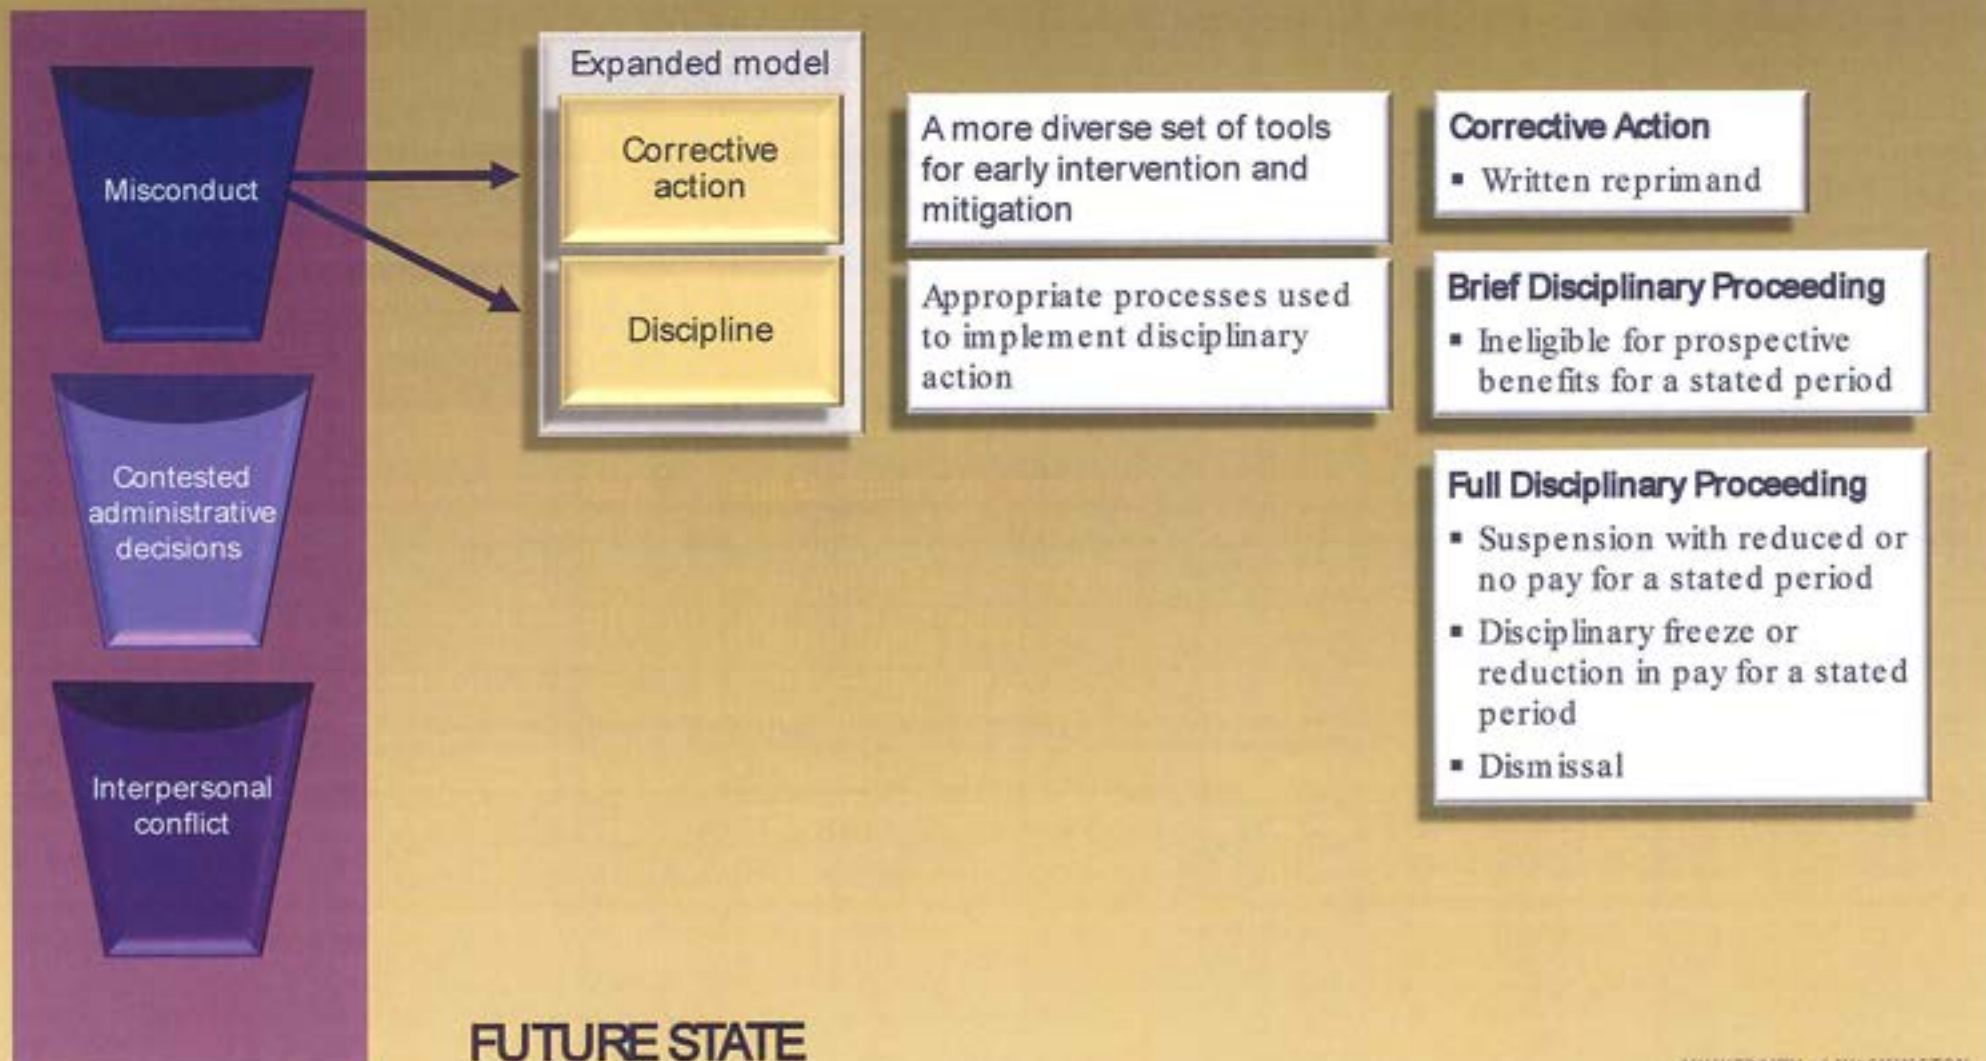 Misconduct
Contested
administrative
decisions
Interpersonal
conflict
Expanded model
Corrective
action
Discipline
A more diverse set of tools
for early intervention and
mitigation
Appropriate processes used
to implement disciplinary
action
Corrective Action
▪ Written reprimand
Brief Disciplinary Proceeding
▪ Ineligible for prospective
benefits for a stated period
Full Disciplinary Proceeding
▪ Suspension with reduced or
no pay for a stated period
▪ Disciplinary freeze or
reduction in pay for a stated
period
▪ Dismissal
FUTURE STATE